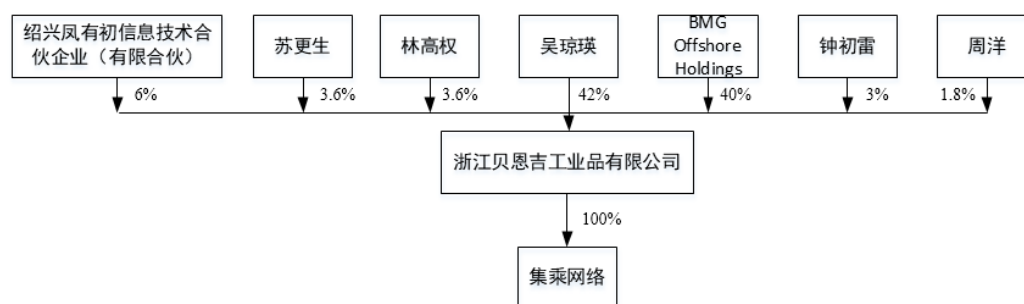 绍兴凤有初信息技术合
伙企业（有限合伙）
苏更生
林高权
吴琼瑛
BMG
Offshore
Holdings
钟初雷
周洋
6%
3.6%
3.6%
42%
40%
3%
1.8%
浙江贝恩吉工业品有限公司
100%
集乘网络